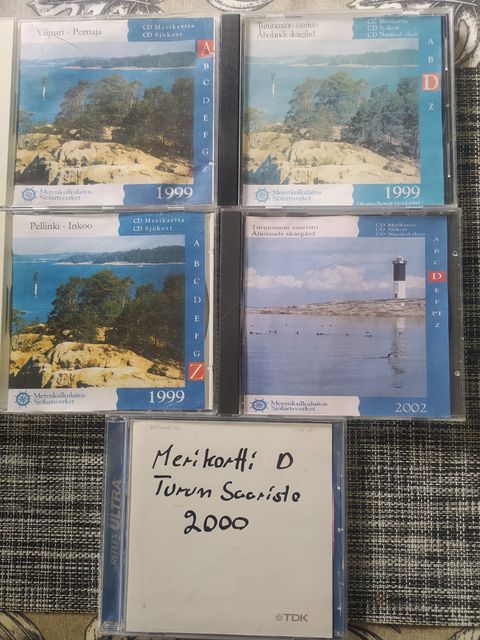 Viipuri - Pernaja
CD Merikartta
CD Sjökort
A
B
C
D
E
F
G
Z
Merenkulkulaitos
Sjöfartsverket
1999
Turunmaan saaristo
Åbolands skärgård
CD Merikartta
CD Sjökort
CD Nautical chart
A
B
D
Z
Merenkulkulaitos
Sjöfartsverket
1999
Pellinki - Inkoo
CD Merikartta
CD Sjökort
A
B
C
D
E
F
G
Z
Merenkulkulaitos
Sjöfartsverket
1999
Turunmaan saaristo
Åbolands skärgård
CD Merikartta
CD Sjökort
CD Nautical chart
A
B
C
D
E
F
PT
Z
Merenkulkulaitos
Sjöfartsverket
2002
Merikortti D
Turun Saaristo
2000
REFLEX ULTRA
TDK